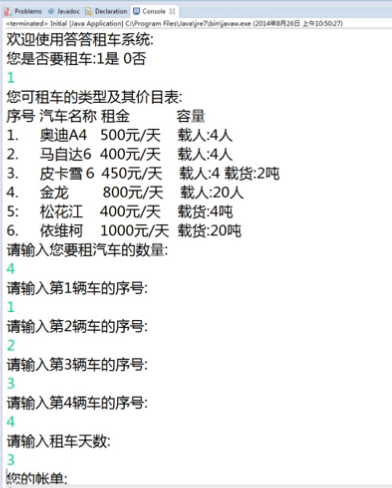 Problems @ Javadoc Declaration Console
<terminated> Initial [Java Application] C:\Program Files\Java\jre7\bin\javaw.exe (2014年8月26日 上午10:50:27)
欢迎使用答答租车系统:
您是否要租车:1是 0否
1
您可租车的类型及其价目表:
序号 汽车名称 租金 容量
1. 奥迪A4 500元/天 载人:4人
2. 马自达6 400元/天 载人:4人
3. 皮卡雪6 450元/天 载人:4 载货:2吨
4. 金龙 800元/天 载人:20人
5: 松花江 400元/天 载货:4吨
6. 依维柯 1000元/天 载货:20吨
请输入您要租汽车的数量:
4
请输入第1辆车的序号:
1
请输入第2辆车的序号:
2
请输入第3辆车的序号:
3
请输入第4辆车的序号:
4
请输入租车天数:
3
您的帐单: